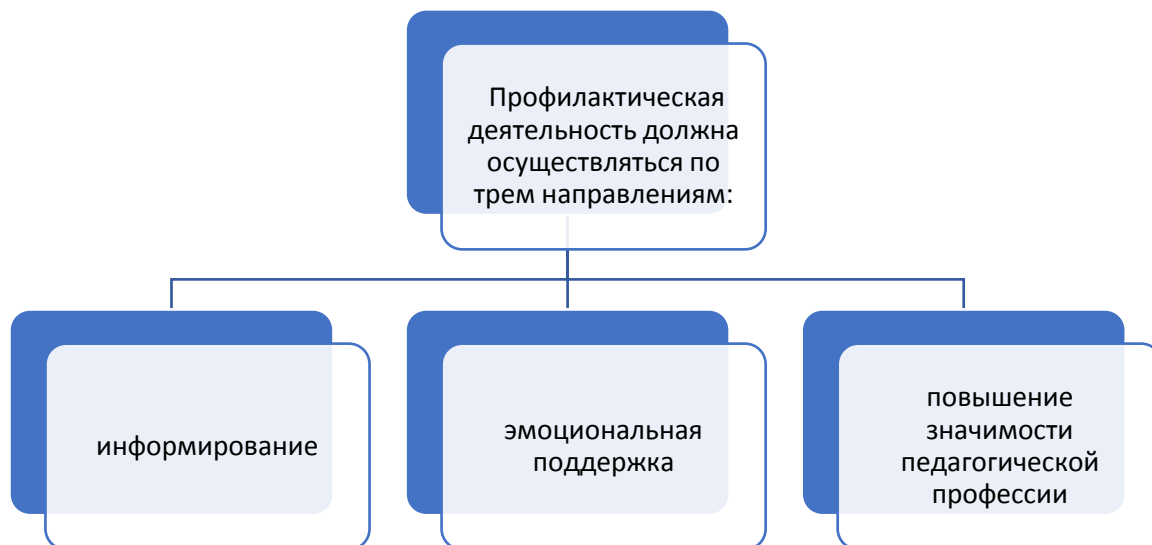 Профилактическая
деятельность должна
осуществляться по
трем направлениям:
информирование
эмоциональная
поддержка
повышение
значимости
педагогической
профессии